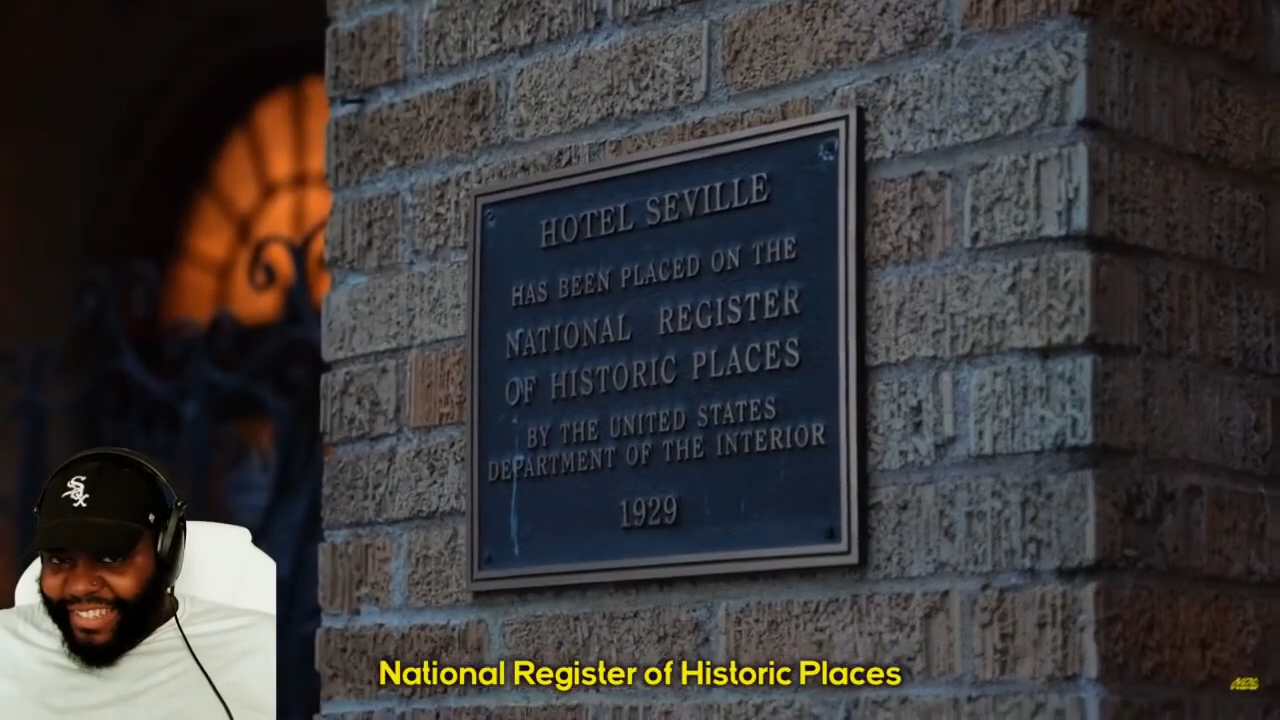 HOTEL SEVILLE
HAS BEEN PLACED ON THE
NATIONAL REGISTER
OF HISTORIC PLACES
BY THE UNITED STATES
DEPARTMENT OF THE INTERIOR
1929
Sox
National Register of Historic Places